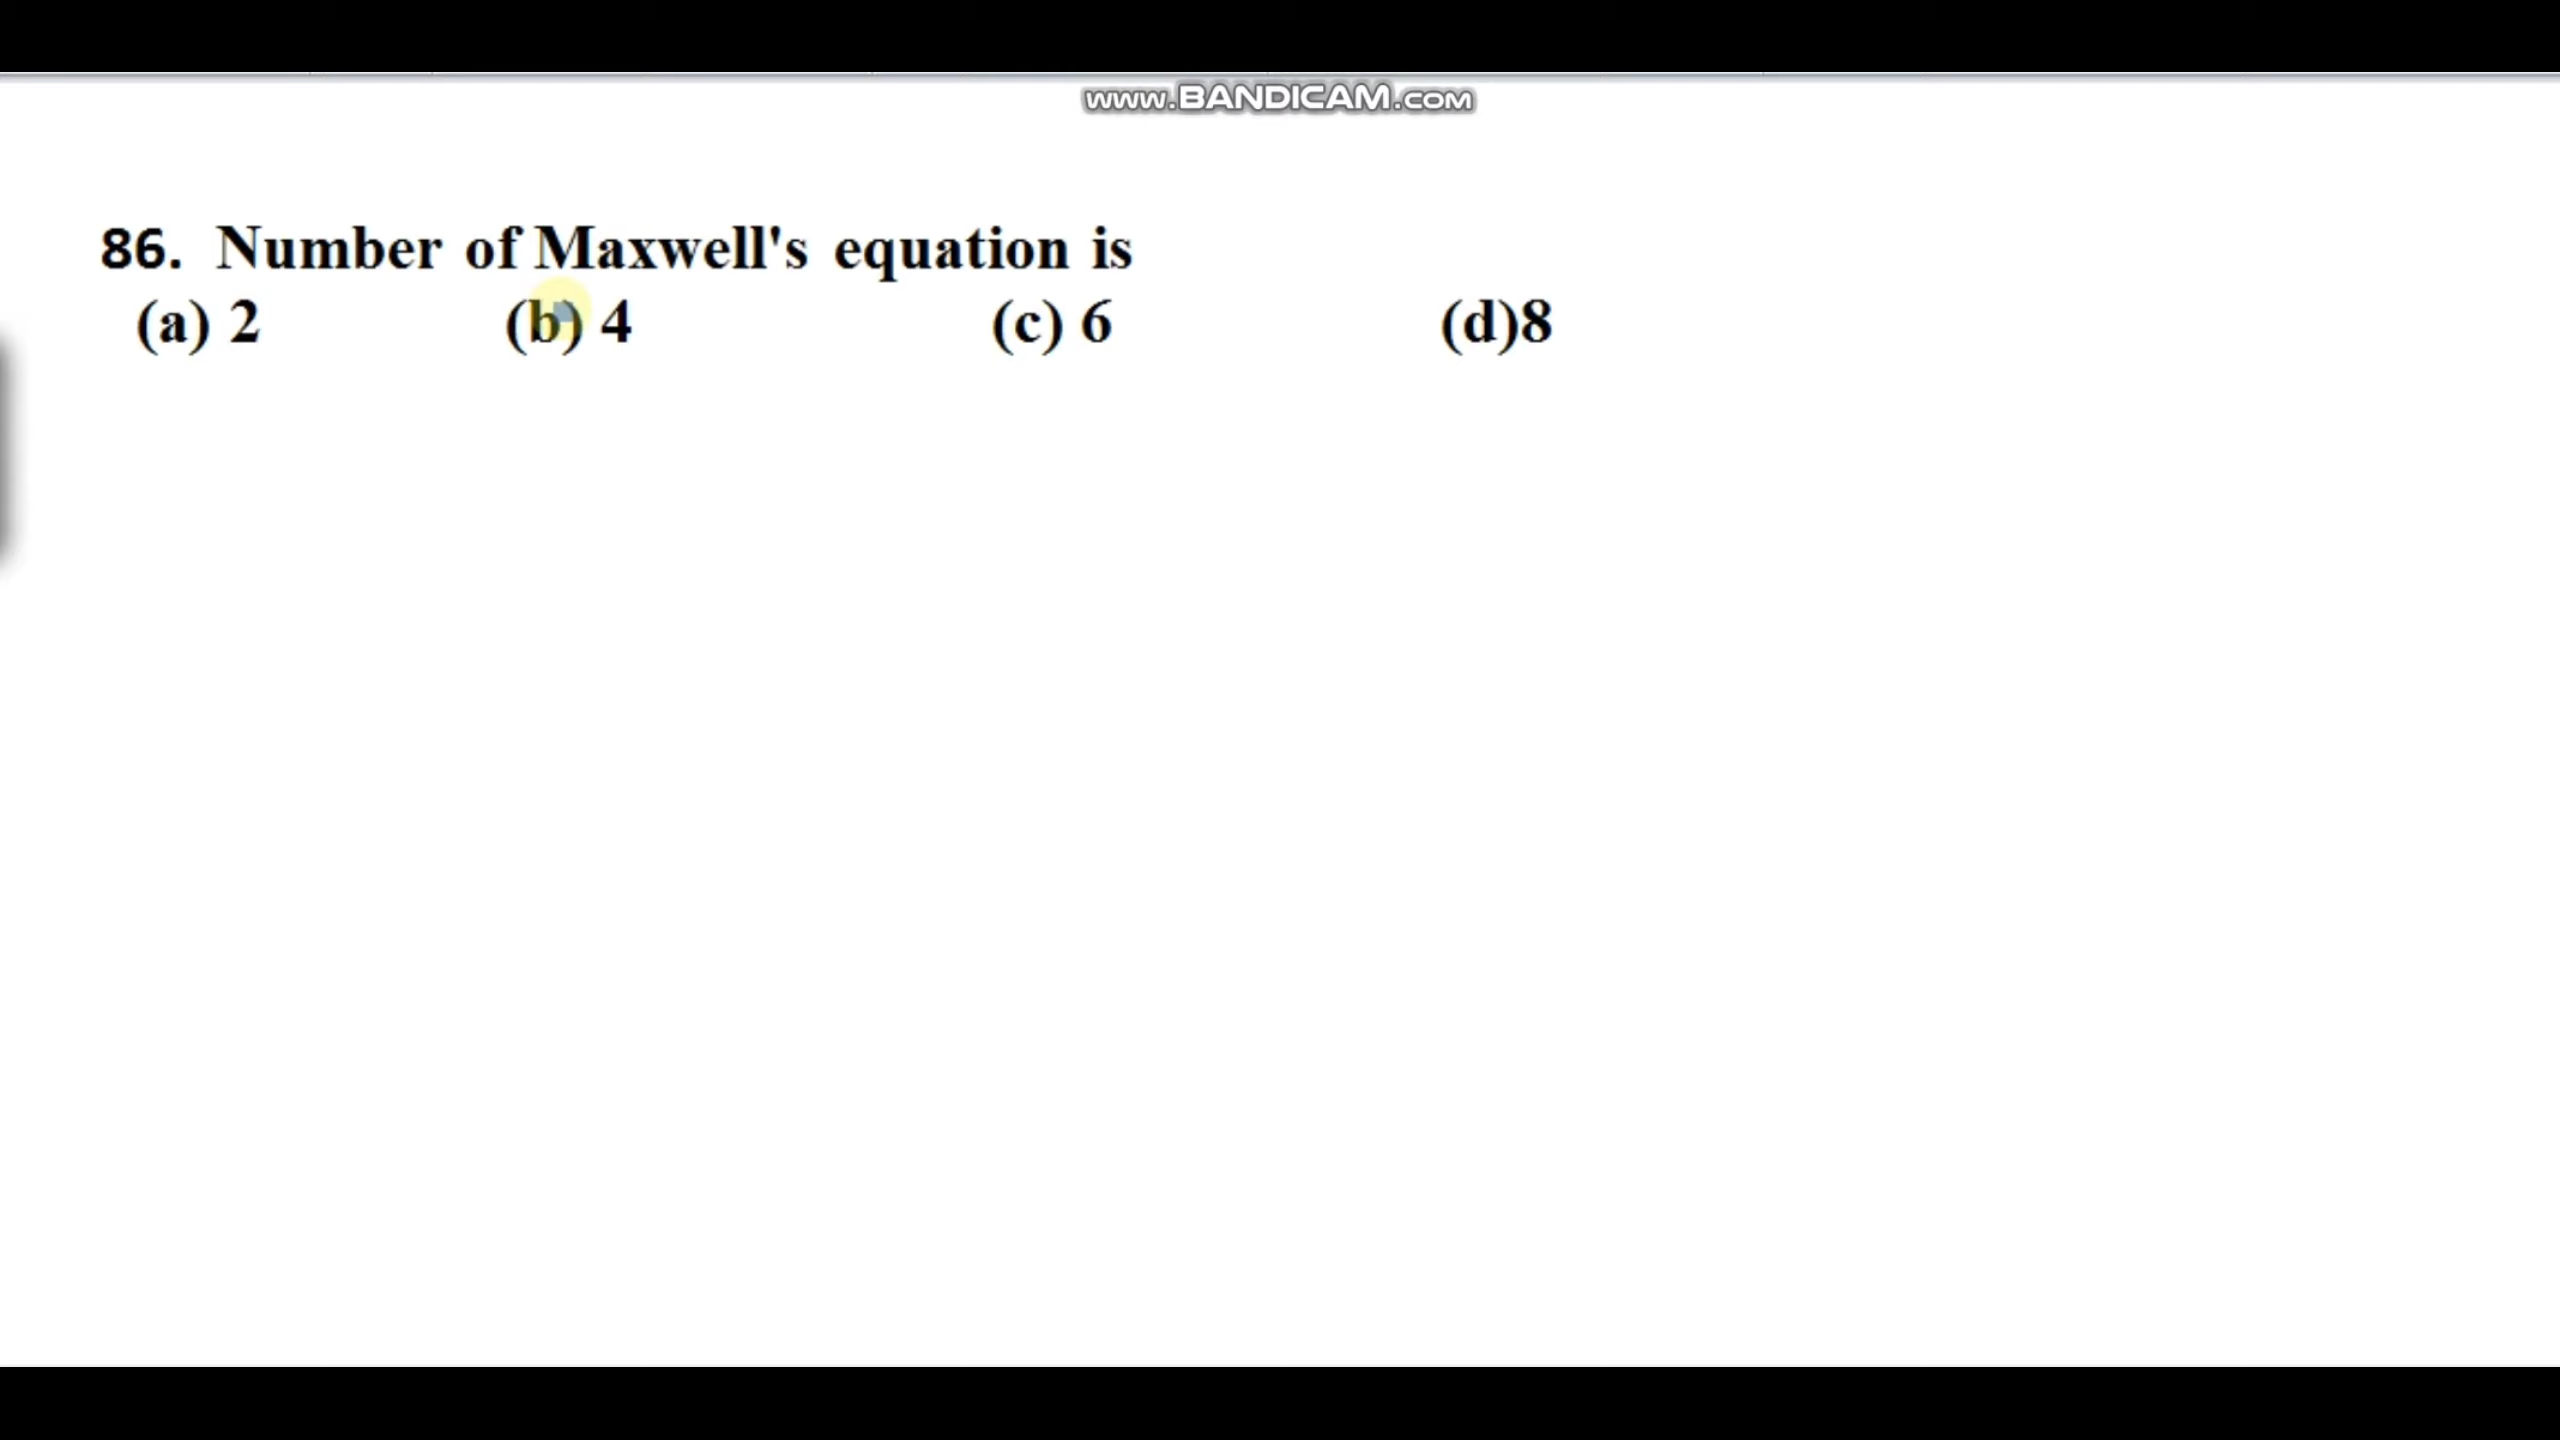 www.BANDICAM.com
86. Number of Maxwell's equation is
(a) 2 (b) 4 (c) 6 (d)8